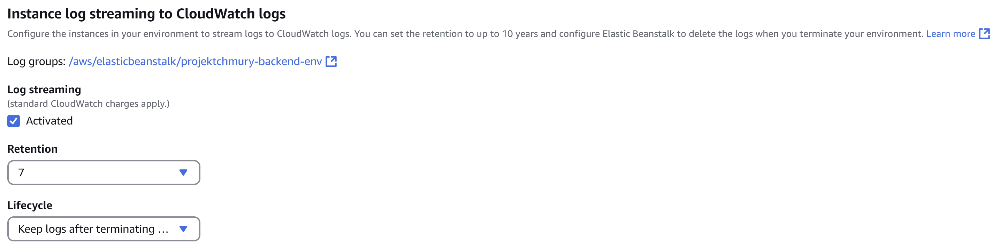 Instance log streaming to CloudWatch logs
Configure the instances in your environment to stream logs to CloudWatch logs. You can set the retention to up to 10 years and configure Elastic Beanstalk to delete the logs when you terminate your environment. Learn more
Log groups: /aws/elasticbeanstalk/projektchmury-backend-env
Log streaming
(standard CloudWatch charges apply.)
Activated
Retention
7
Lifecycle
Keep logs after terminating …